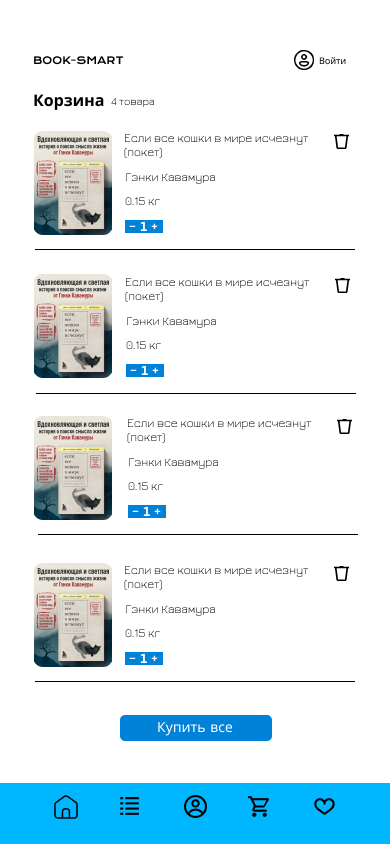 BOOK-SMART
Войти
Корзина 4 товара
Вдохновляющая и светлая
история о поиске смысла жизни
от Гэнки Кавамуры
если
все
кошки
в мире
исчезнут
Если все кошки в мире исчезнут
(покет)
Гэнки Кавамура
0.15 кг
- 1 +
Вдохновляющая и светлая
история о поиске смысла жизни
от Гэнки Кавамуры
если
все
кошки
в мире
исчезнут
Если все кошки в мире исчезнут
(покет)
Гэнки Кавамура
0.15 кг
- 1 +
Вдохновляющая и светлая
история о поиске смысла жизни
от Гэнки Кавамуры
если
все
кошки
в мире
исчезнут
Если все кошки в мире исчезнут
(покет)
Гэнки Кавамура
0.15 кг
- 1 +
Вдохновляющая и светлая
история о поиске смысла жизни
от Гэнки Кавамуры
если
все
кошки
в мире
исчезнут
Если все кошки в мире исчезнут
(покет)
Гэнки Кавамура
0.15 кг
- 1 +
Купить все